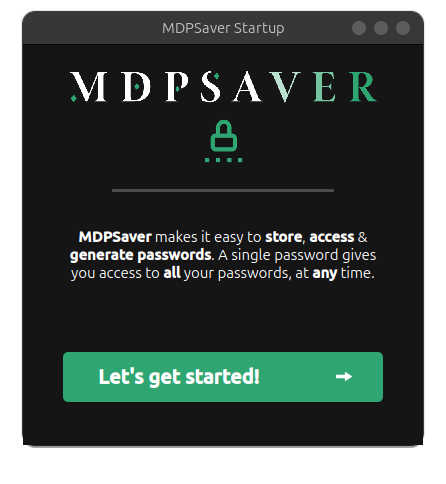 MDPSaver Startup
MDPSAVER
MDPSaver makes it easy to store, access &
generate passwords. A single password gives
you access to all your passwords, at any time.
Let's get started!